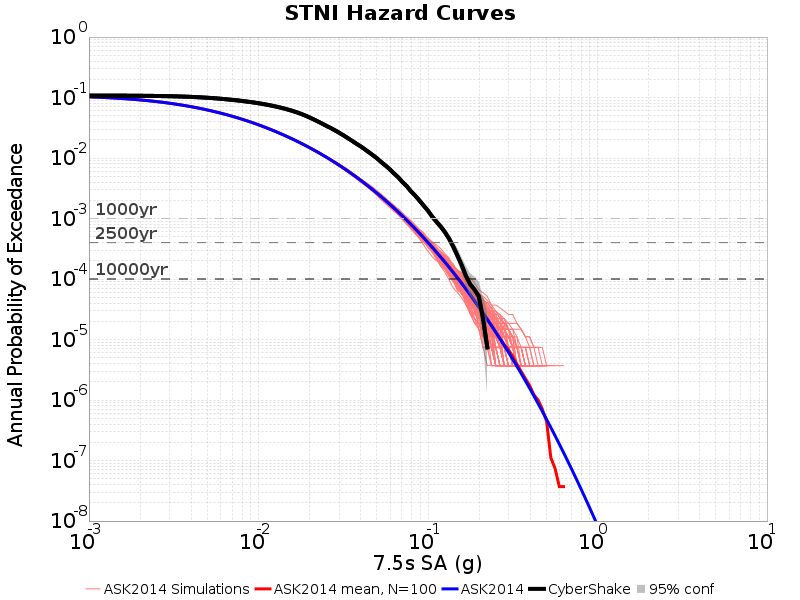 STNI Hazard Curves
Annual Probability of Exceedance
10^0
10^-1
10^-2
10^-3
10^-4
10^-5
10^-6
10^-7
10^-8
1000yr
2500yr
10000yr
10^-3 10^-2 10^-1 10^0 10^1
7.5s SA (g)
ASK2014 Simulations ASK2014 mean, N=100 ASK2014 CyberShake 95% conf